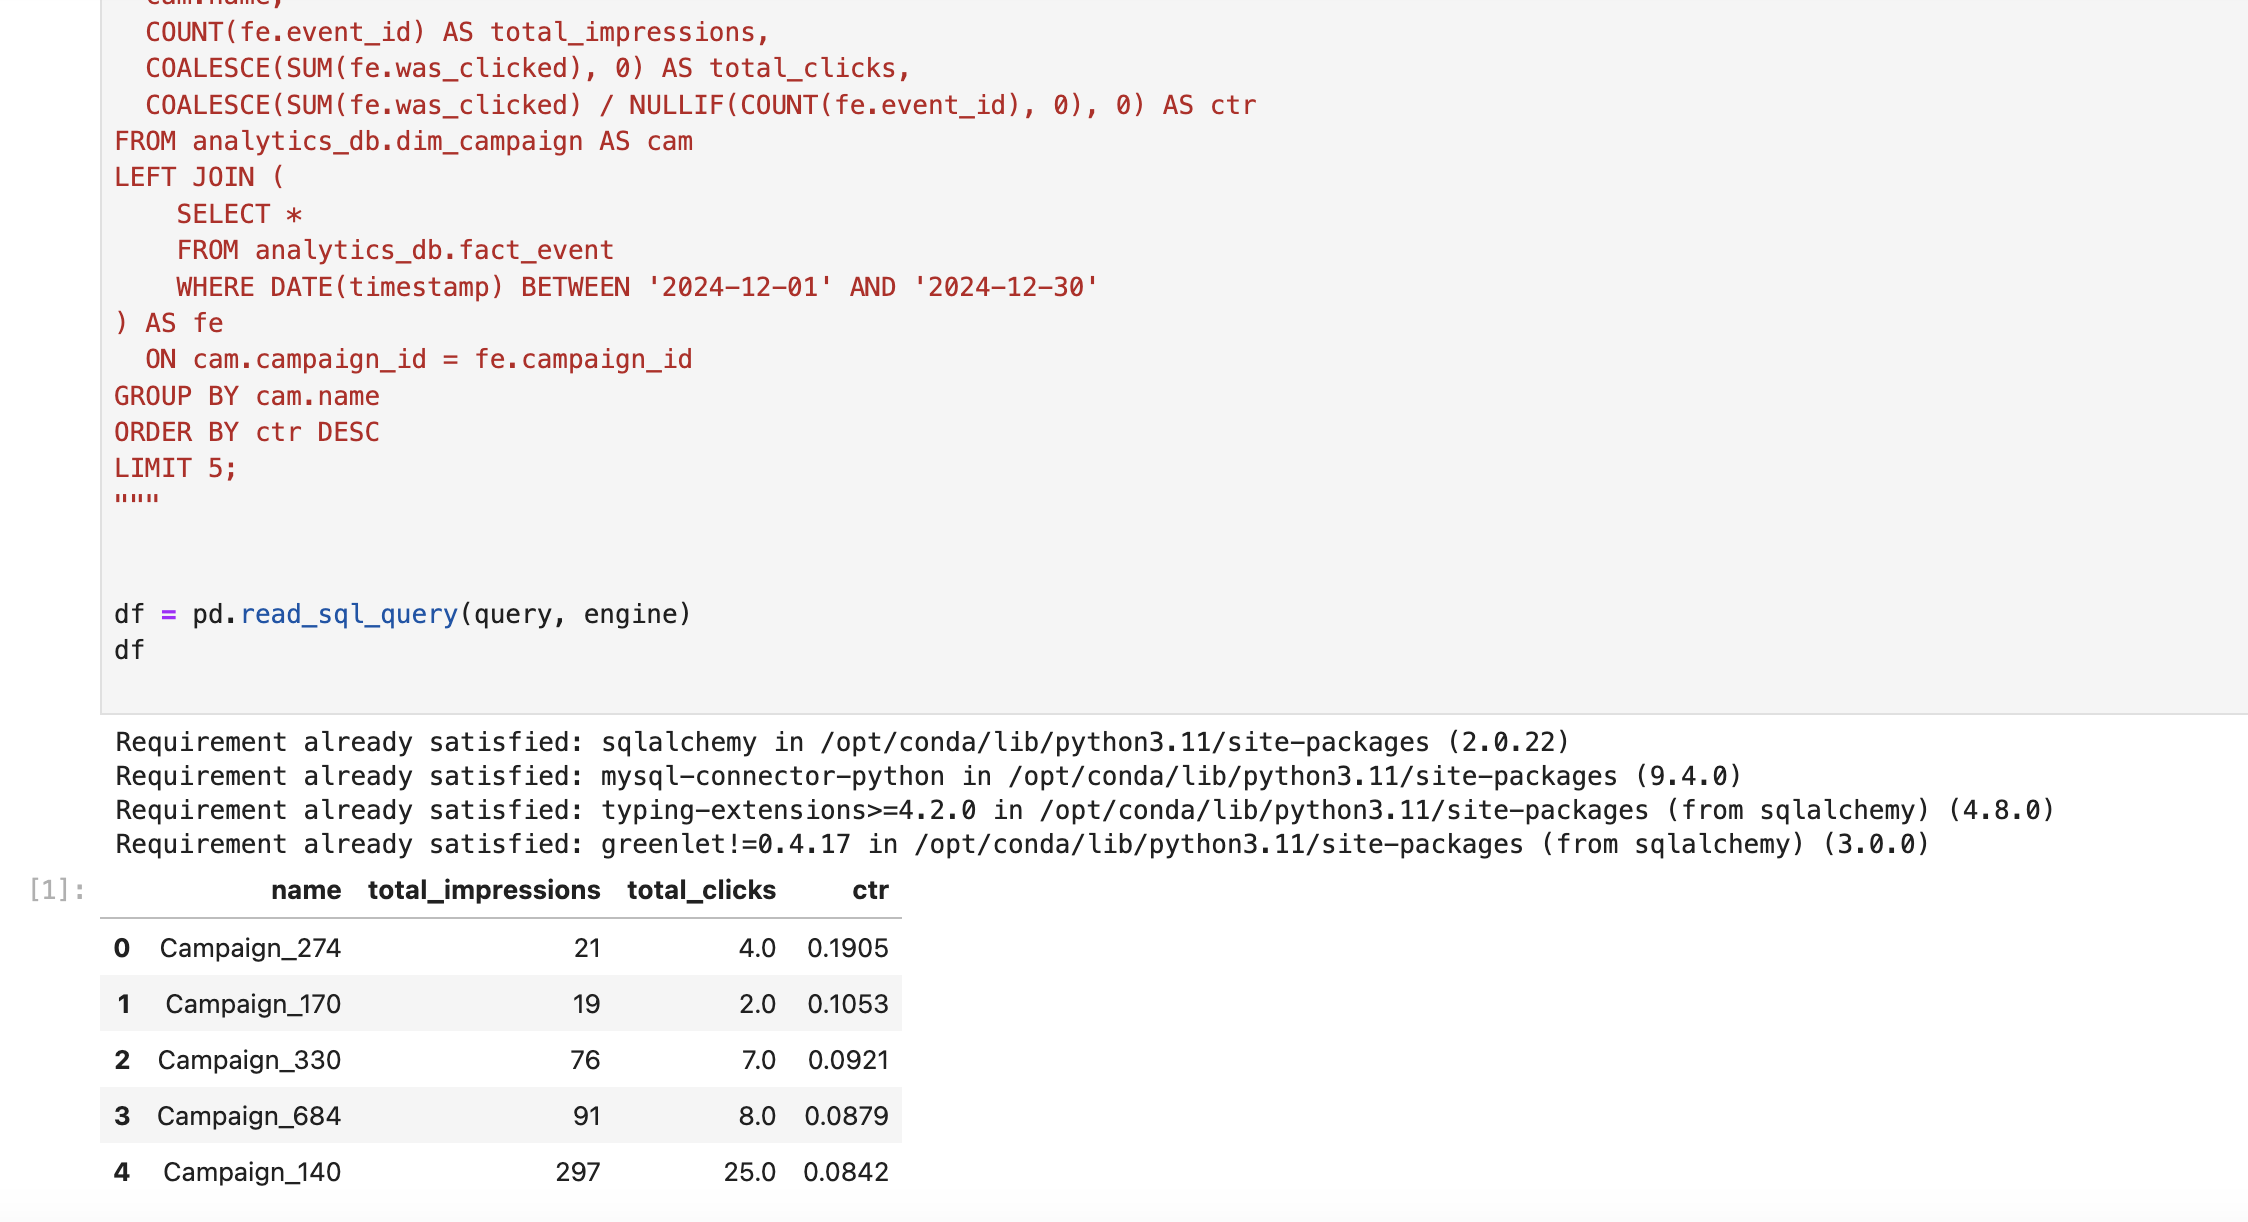 cam.name,
COUNT(fe.event_id) AS total_impressions,
COALESCE(SUM(fe.was_clicked), 0) AS total_clicks,
COALESCE(SUM(fe.was_clicked) / NULLIF(COUNT(fe.event_id), 0), 0) AS ctr
FROM analytics_db.dim_campaign AS cam
LEFT JOIN (
SELECT *
FROM analytics_db.fact_event
WHERE DATE(timestamp) BETWEEN '2024-12-01' AND '2024-12-30'
) AS fe
ON cam.campaign_id = fe.campaign_id
GROUP BY cam.name
ORDER BY ctr DESC
LIMIT 5;
"""
df = pd.read_sql_query(query, engine)
df
Requirement already satisfied: sqlalchemy in /opt/conda/lib/python3.11/site-packages (2.0.22)
Requirement already satisfied: mysql-connector-python in /opt/conda/lib/python3.11/site-packages (9.4.0)
Requirement already satisfied: typing-extensions>=4.2.0 in /opt/conda/lib/python3.11/site-packages (from sqlalchemy) (4.8.0)
Requirement already satisfied: greenlet!=0.4.17 in /opt/conda/lib/python3.11/site-packages (from sqlalchemy) (3.0.0)
[1]: name total_impressions total_clicks ctr
0 Campaign_274 21 4.0 0.1905
1 Campaign_170 19 2.0 0.1053
2 Campaign_330 76 7.0 0.0921
3 Campaign_684 91 8.0 0.0879
4 Campaign_140 297 25.0 0.0842